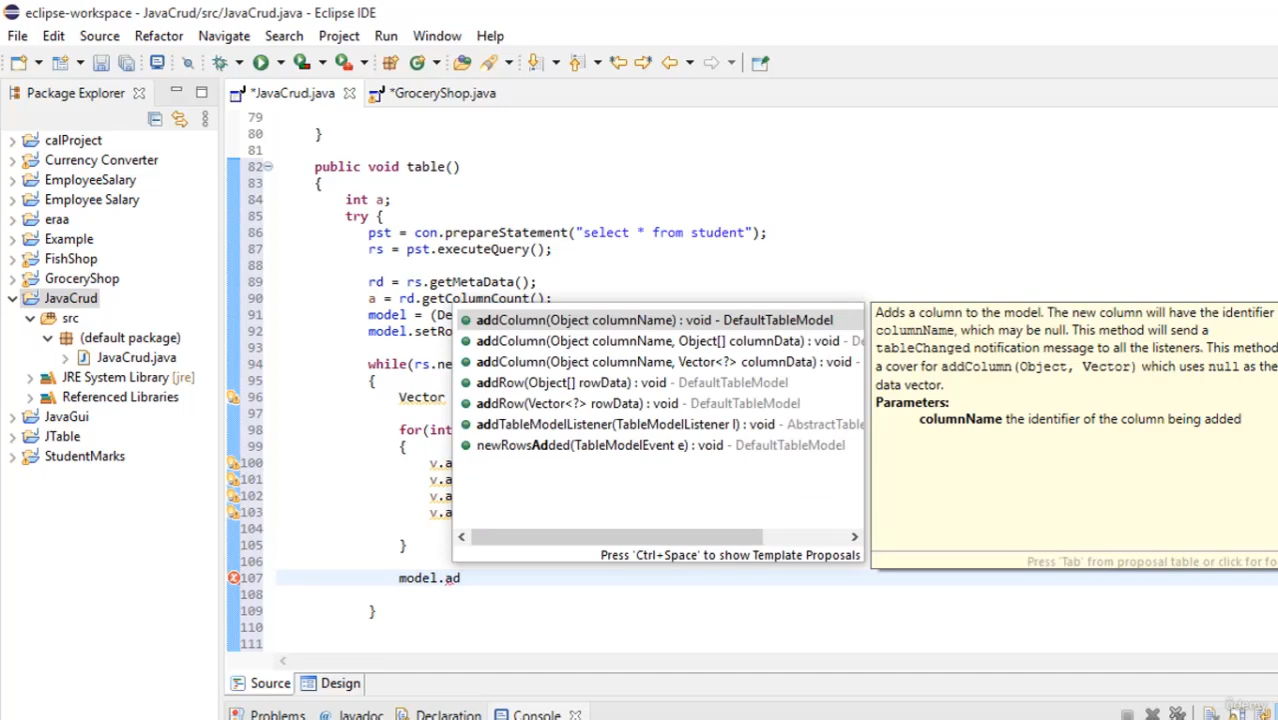 eclipse-workspace - JavaCrud/src/JavaCrud.java - Eclipse IDE
File Edit Source Refactor Navigate Search Project Run Window Help
Package Explorer
*JavaCrud.java
*GroceryShop.java
calProject
Currency Converter
EmployeeSalary
Employee Salary
eraa
Example
FishShop
GroceryShop
JavaCrud
src
(default package)
JavaCrud.java
JRE System Library [jre]
Referenced Libraries
JavaGui
JTable
StudentMarks
79
80 }
81
82 public void table()
83 {
84 int a;
85 try {
86 pst = con.prepareStatement("select * from student");
87 rs = pst.executeQuery();
88
89 rd = rs.getMetaData();
90 a = rd.getColumnCount();
91 model = (De
92 model.setRo
93
94 while(rs.ne
95 {
96 Vector
97
98 for(int
99 {
100 v.a
101 v.a
102 v.a
103 v.a
104
105 }
106
107 model.ad
108
109 }
110
111
addColumn(Object columnName) : void - DefaultTableModel
addColumn(Object columnName, Object[] columnData) : void - De
addColumn(Object columnName, Vector<?> columnData) : void -
addRow(Object[] rowData) : void - DefaultTableModel
addRow(Vector<?> rowData) : void - DefaultTableModel
addTableModelListener(TableModelListener l) : void - AbstractTable
newRowsAdded(TableModelEvent e) : void - DefaultTableModel
Press 'Ctrl+Space' to show Template Proposals
Adds a column to the model. The new column will have the identifier
columnName, which may be null. This method will send a
tableChanged notification message to all the listeners. This method
a cover for addColumn(Object, Vector) which uses null as the
data vector.
Parameters:
columnName the identifier of the column being added
Press 'Tab' from proposal table or click for fo
Source Design
Problems Javadoc Declaration Console
udemy